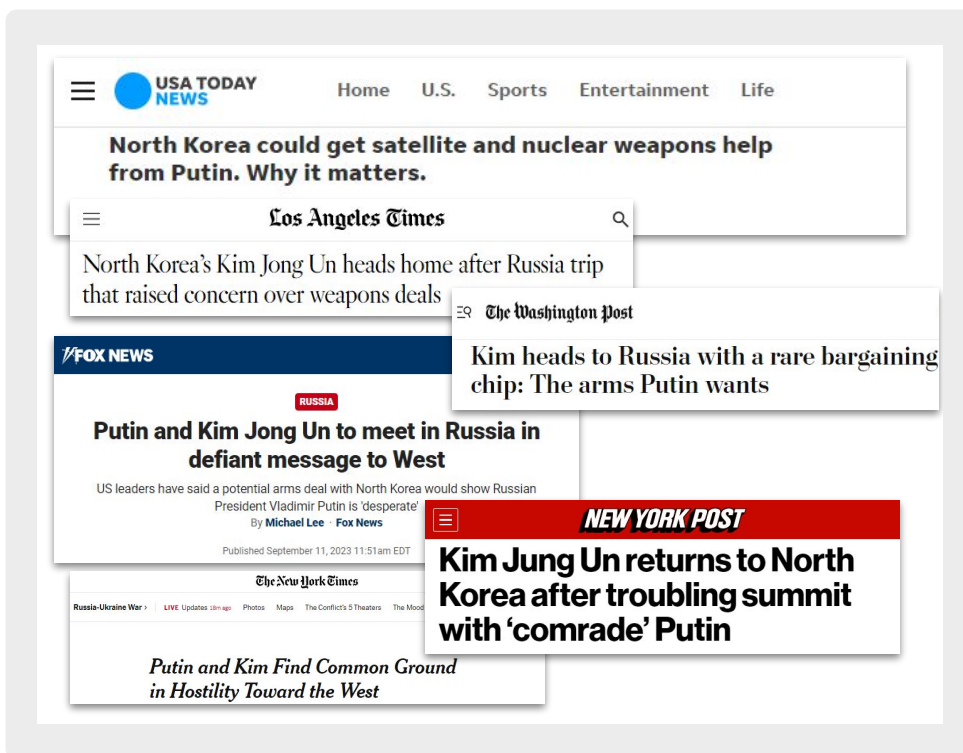 USA TODAY
NEWS
Home U.S. Sports Entertainment Life
North Korea could get satellite and nuclear weapons help
from Putin. Why it matters.
Los Angeles Times
North Korea's Kim Jong Un heads home after Russia trip
that raised concern over weapons deals
The Washington Post
Kim heads to Russia with a rare bargaining
chip: The arms Putin wants
FOX NEWS
RUSSIA
Putin and Kim Jong Un to meet in Russia in
defiant message to West
US leaders have said a potential arms deal with North Korea would show Russian
President Vladimir Putin is 'desperate'
By Michael Lee · Fox News
Published September 11, 2023 11:51am EDT
NEW YORK POST
Kim Jung Un returns to North
Korea after troubling summit
with ‘comrade’ Putin
The New York Times
Russia-Ukraine War > LIVE Updates 18m ago Photos Maps The Conflict's 5 Theaters The Mood
Putin and Kim Find Common Ground
in Hostility Toward the West